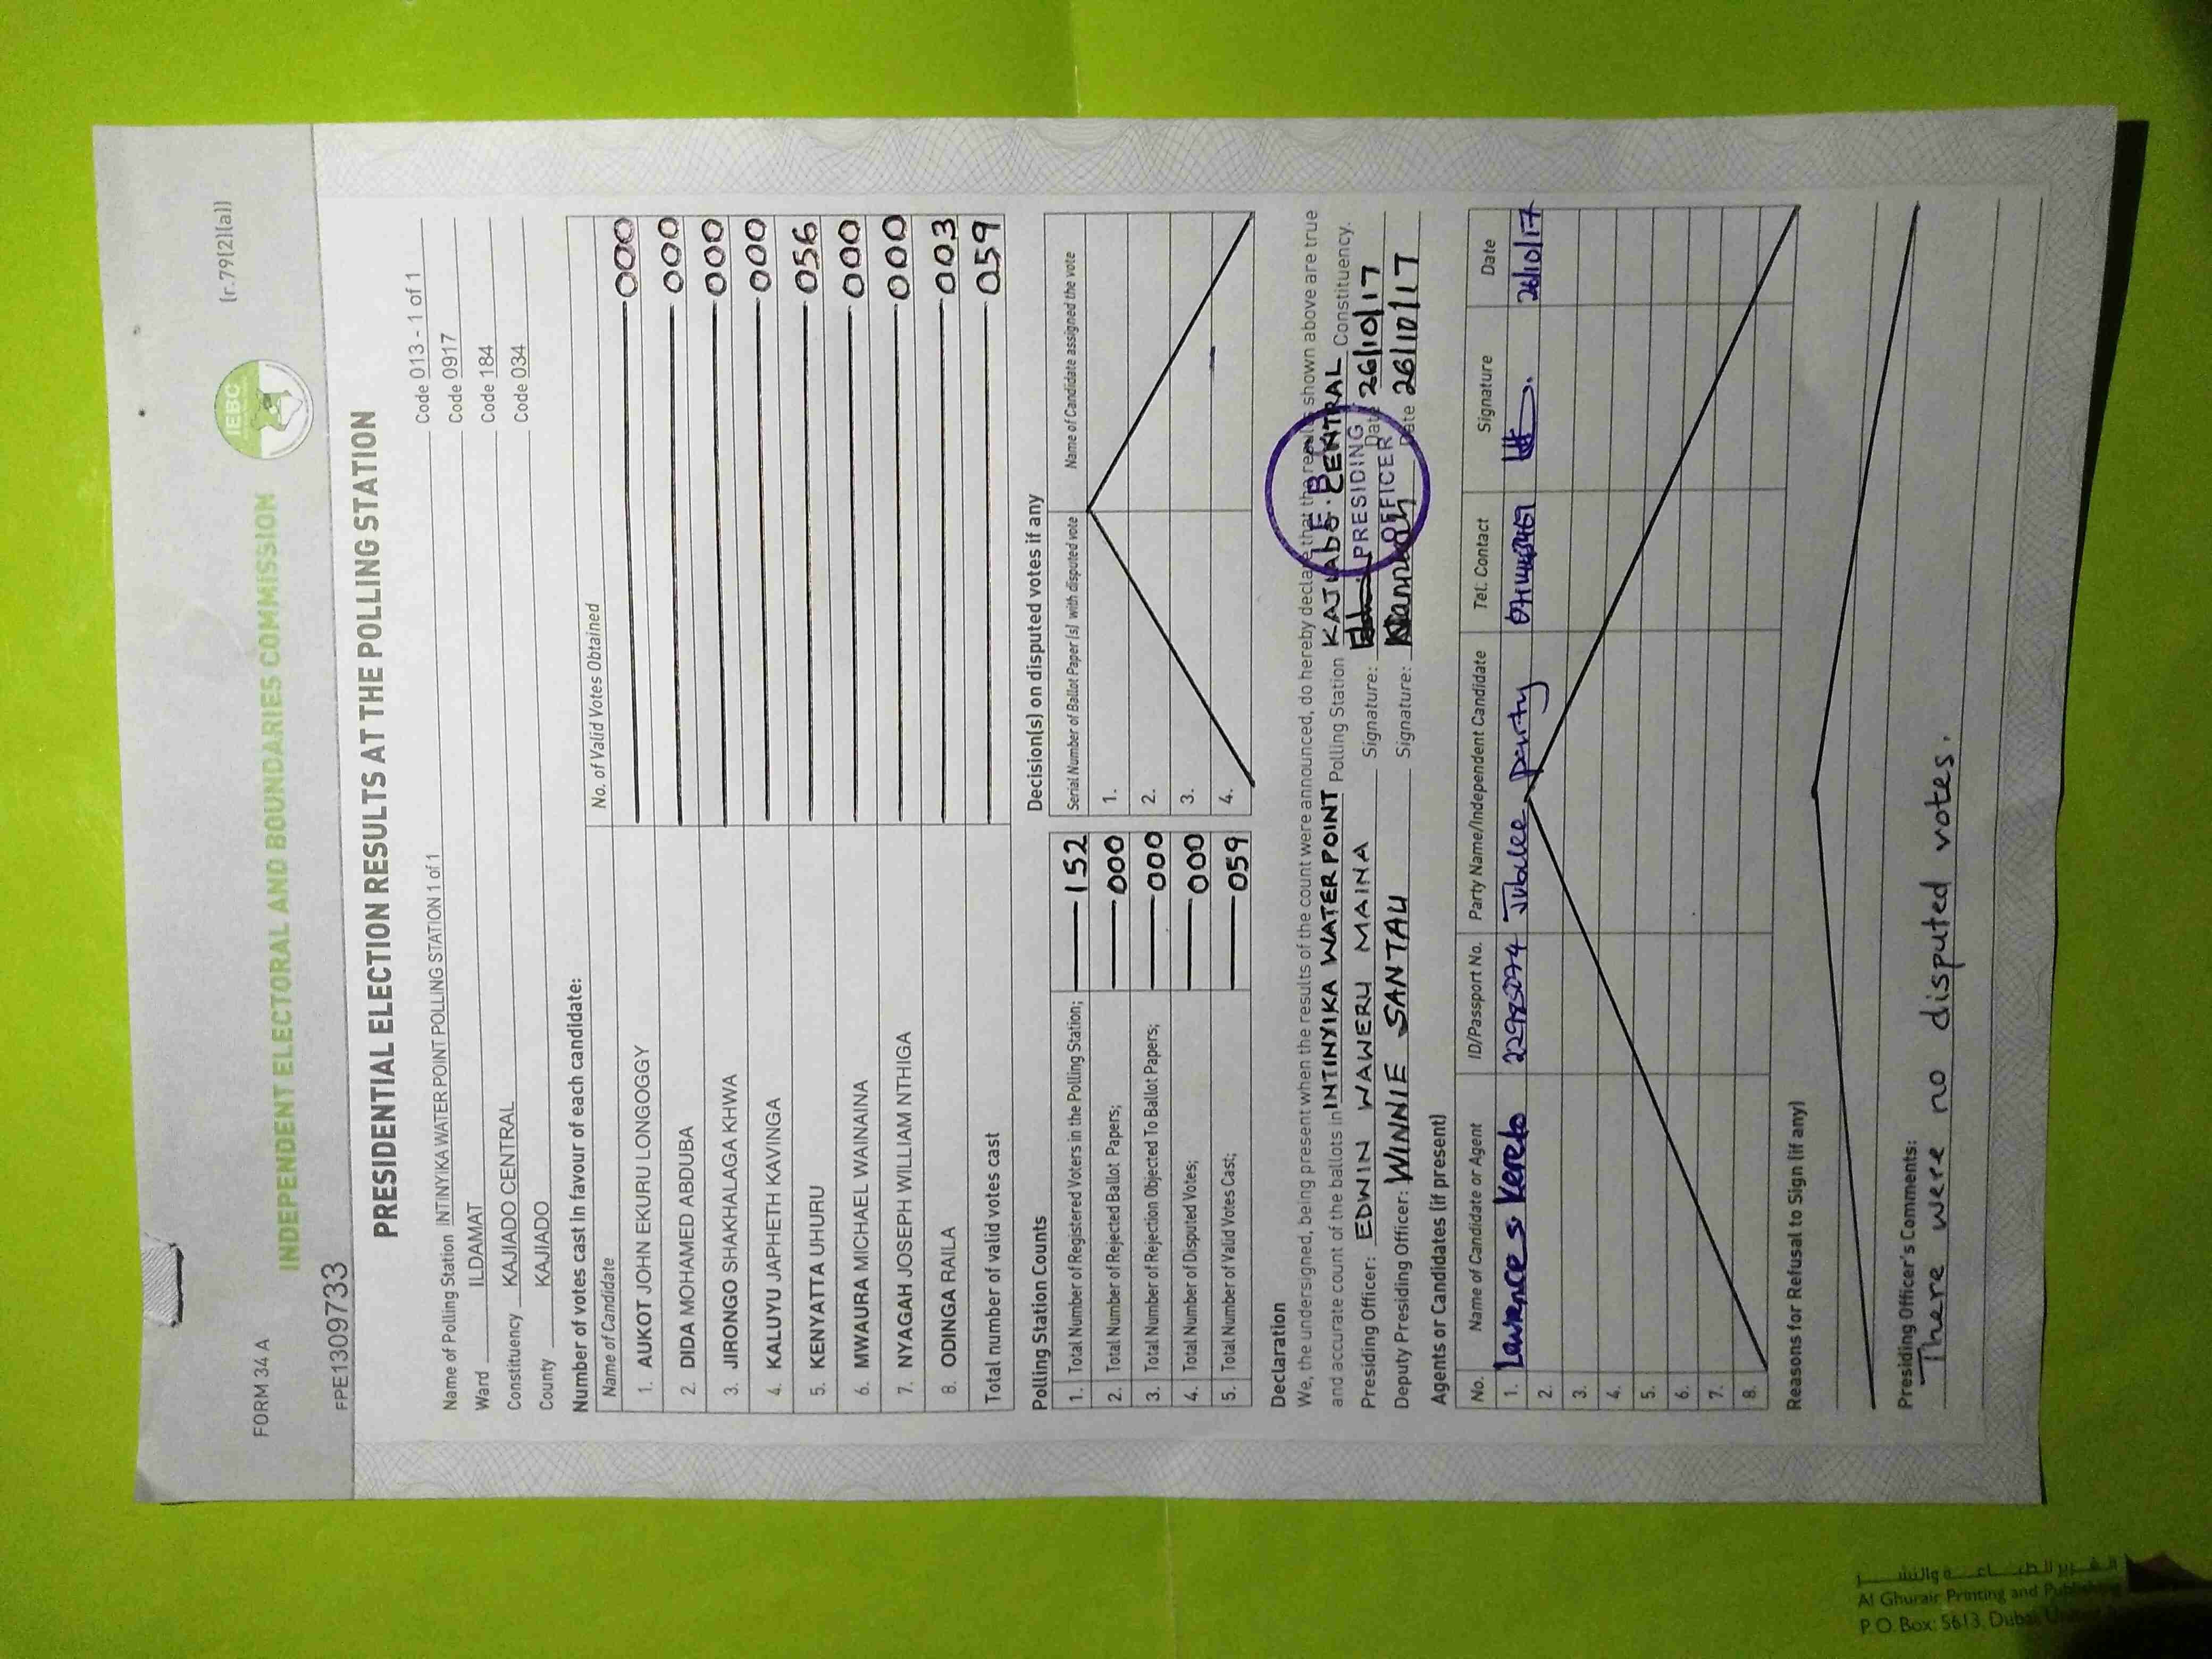 FORM 34 A
(r.79(2)(a))
IEBC
INDEPENDENT ELECTORAL AND BOUNDARIES COMMISSION
FPE1309733
PRESIDENTIAL ELECTION RESULTS AT THE POLLING STATION
Name of Polling Station INTINYIKA WATER POINT POLLING STATION 1 of 1 Code 013 - 1 of 1
Ward ILDAMAT Code 0917
Constituency KAJIADO CENTRAL Code 184
County KAJIADO Code 034
Number of votes cast in favour of each candidate:
Name of Candidate No. of Valid Votes Obtained
1. AUKOT JOHN EKURU LONGOGGY 000
2. DIDA MOHAMED ABDUBA 000
3. JIRONGO SHAKHALAGA KHWA 000
4. KALUYU JAPHETH KAVINGA 000
5. KENYATTA UHURU 056
6. MWAURA MICHAEL WAINAINA 000
7. NYAGAH JOSEPH WILLIAM NTHIGA 000
8. ODINGA RAILA 003
Total number of valid votes cast 059
Polling Station Counts
1. Total Number of Registered Voters in the Polling Station; 152
2. Total Number of Rejected Ballot Papers; 000
3. Total Number of Rejection Objected To Ballot Papers; 000
4. Total Number of Disputed Votes; 000
5. Total Number of Valid Votes Cast; 059
Decision(s) on disputed votes if any
Serial Number of Ballot Paper (s) with disputed vote Name of Candidate assigned the vote
1.
2.
3.
4.
Declaration
We, the undersigned, being present when the results of the count were announced, do hereby declare that the results shown above are true
and accurate count of the ballots in INTINYIKA WATER POINT Polling Station KAJIADO CENTRAL Constituency.
Presiding Officer: EDWIN WAWERU MAINA Signature: Date 26/10/17
Deputy Presiding Officer: WINNIE SANTAU Signature: Date 26/10/17
PRESIDING
OFFICER
Agents or Candidates (if present)
No. Name of Candidate or Agent ID/Passport No. Party Name/Independent Candidate Tel: Contact Signature Date
1. Lawrence s. Kereto Jubilee party 26/10/17
2.
3.
4.
5.
6.
7.
8.
Reasons for Refusal to Sign (if any)
Presiding Officer's Comments:
There were no disputed votes.
Al Ghurair Printing and Publishing
P.O. Box: 5613, Dubai,